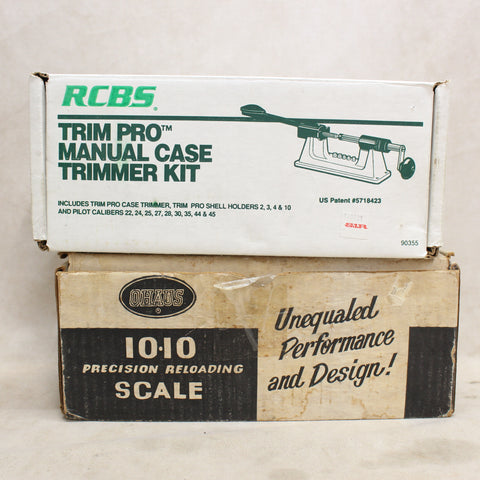 RCBS.
TRIM PRO™
MANUAL CASE
TRIMMER KIT
INCLUDES TRIM PRO CASE TRIMMER, TRIM PRO SHELL HOLDERS 2, 3, 4 & 10
AND PILOT CALIBERS 22, 24, 25, 27, 28, 30, 35, 44 & 45
US Patent #5718423
90355
OHAUS
®
10·10
PRECISION RELOADING
SCALE
Unequaled
Performance
and Design!